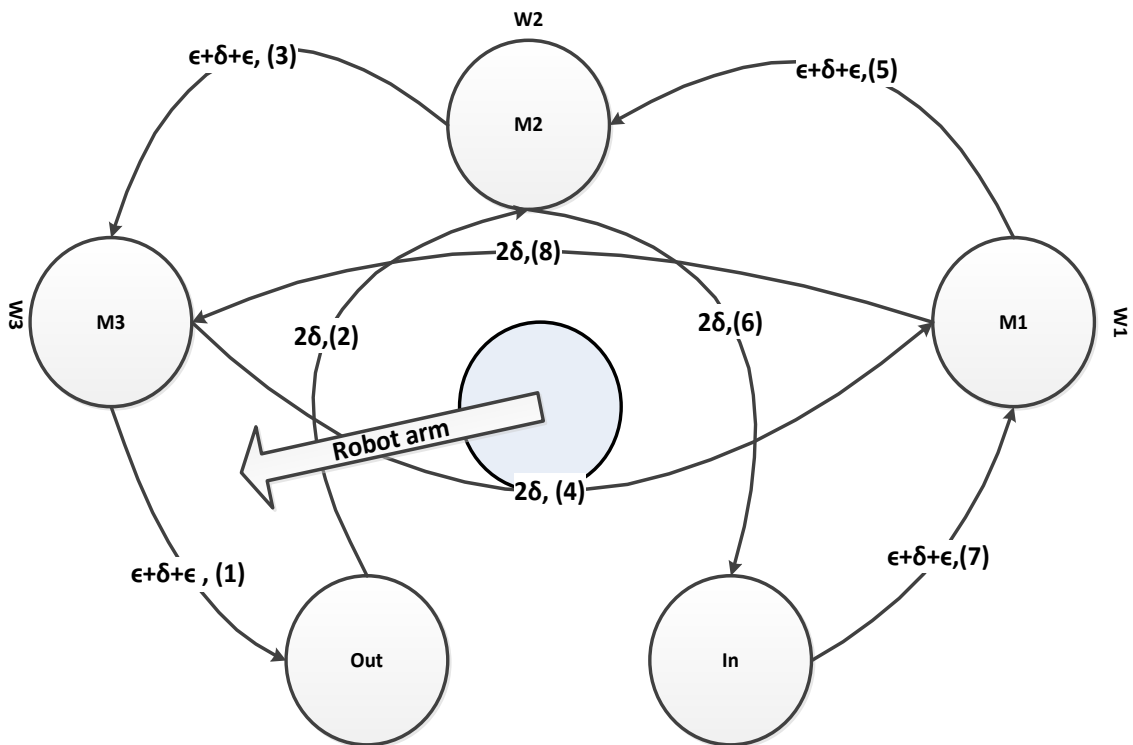 W2
ϵ+δ+ϵ, (3)
ϵ+δ+ϵ,(5)
M2
2δ,(8)
W3
M3
2δ,(2)
2δ,(6)
M1
W1
Robot arm
2δ, (4)
ϵ+δ+ϵ , (1)
ϵ+δ+ϵ,(7)
Out
In